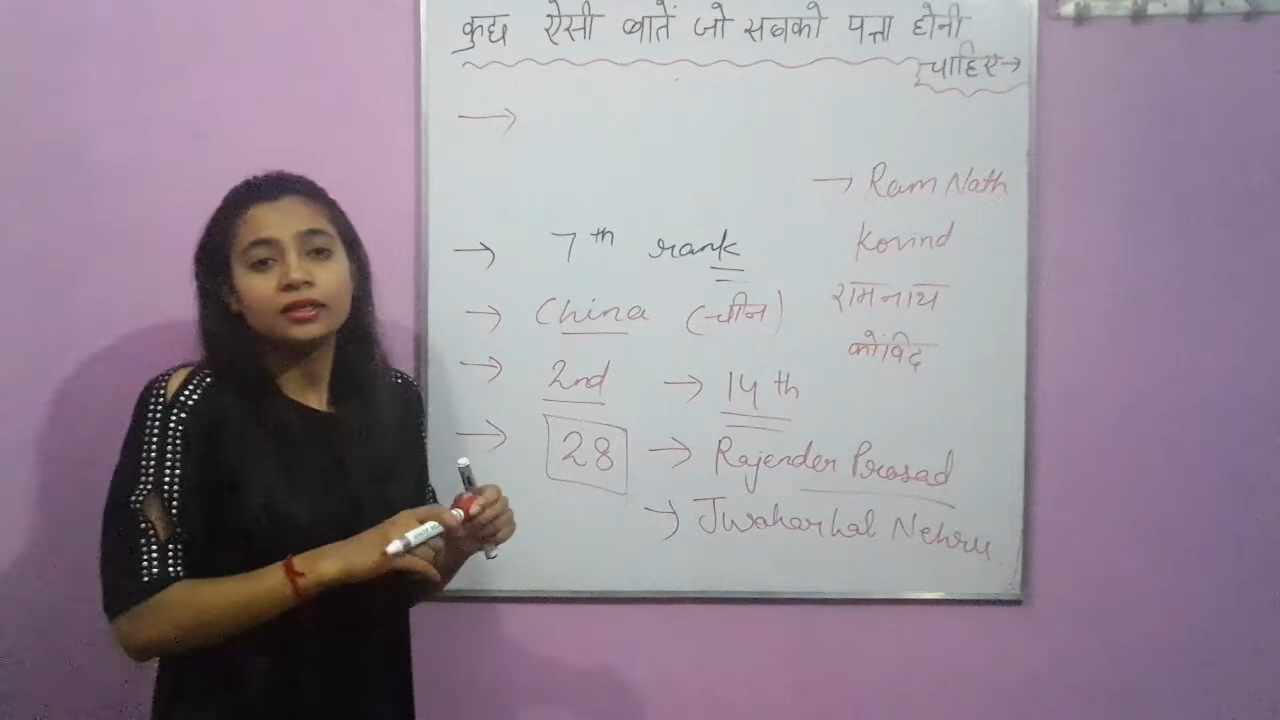 कुछ ऐसी बातें जो सबको पता होनी
चाहिए →
→
→ Ram Nath
Kovind
रामनाथ
कोविंद
→ 7th rank
→ China (चीन)
→ 2nd → 14th
→ 28 → Rajender Prasad
→ Jwaharlal Nehru